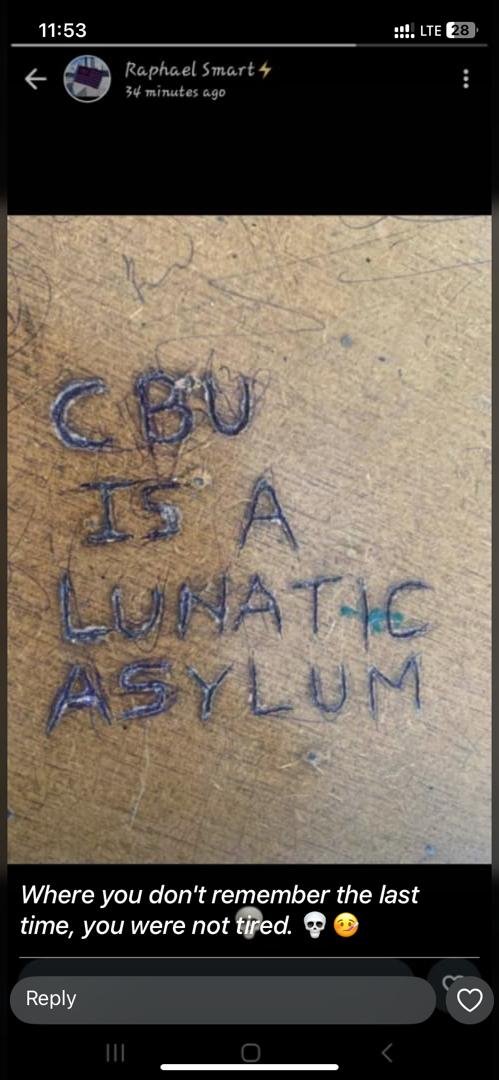 11:53
LTE 28
Raphael Smart⚡
34 minutes ago
CBU
IS A
LUNATIC
ASYLUM
Where you don't remember the last
time, you were not tired. 💀 🤒
Reply